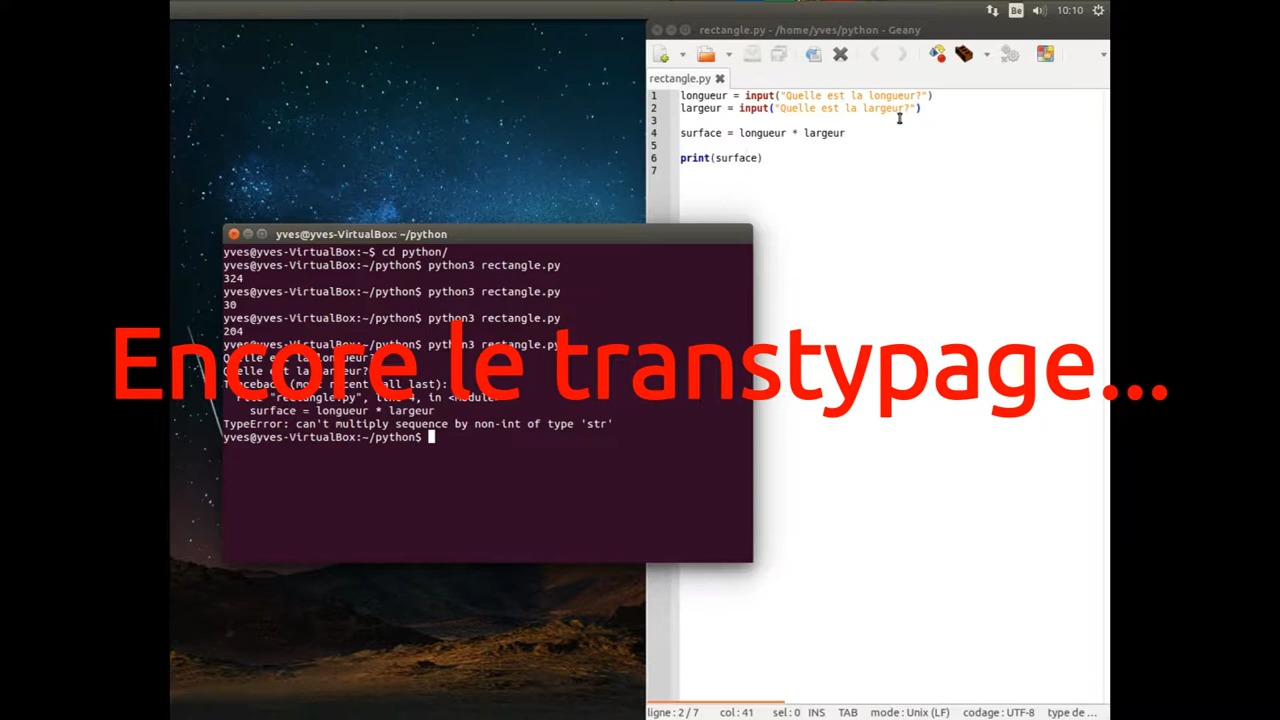 Be
10:10
rectangle.py - /home/yves/python - Geany
rectangle.py
1 longueur = input("Quelle est la longueur?")
2 largeur = input("Quelle est la largeur?")
3
4 surface = longueur * largeur
5
6 print(surface)
7
yves@yves-VirtualBox: ~/python
yves@yves-VirtualBox:~$ cd python/
yves@yves-VirtualBox:~/python$ python3 rectangle.py
324
yves@yves-VirtualBox:~/python$ python3 rectangle.py
30
yves@yves-VirtualBox:~/python$ python3 rectangle.py
204
yves@yves-VirtualBox:~/python$ python3 rectangle.py
Encore le transtypage...
surface = longueur * largeur
TypeError: can't multiply sequence by non-int of type 'str'
yves@yves-VirtualBox:~/python$
ligne : 2 / 7 col : 41 sel : 0 INS TAB mode : Unix (LF) codage : UTF-8 type de ...